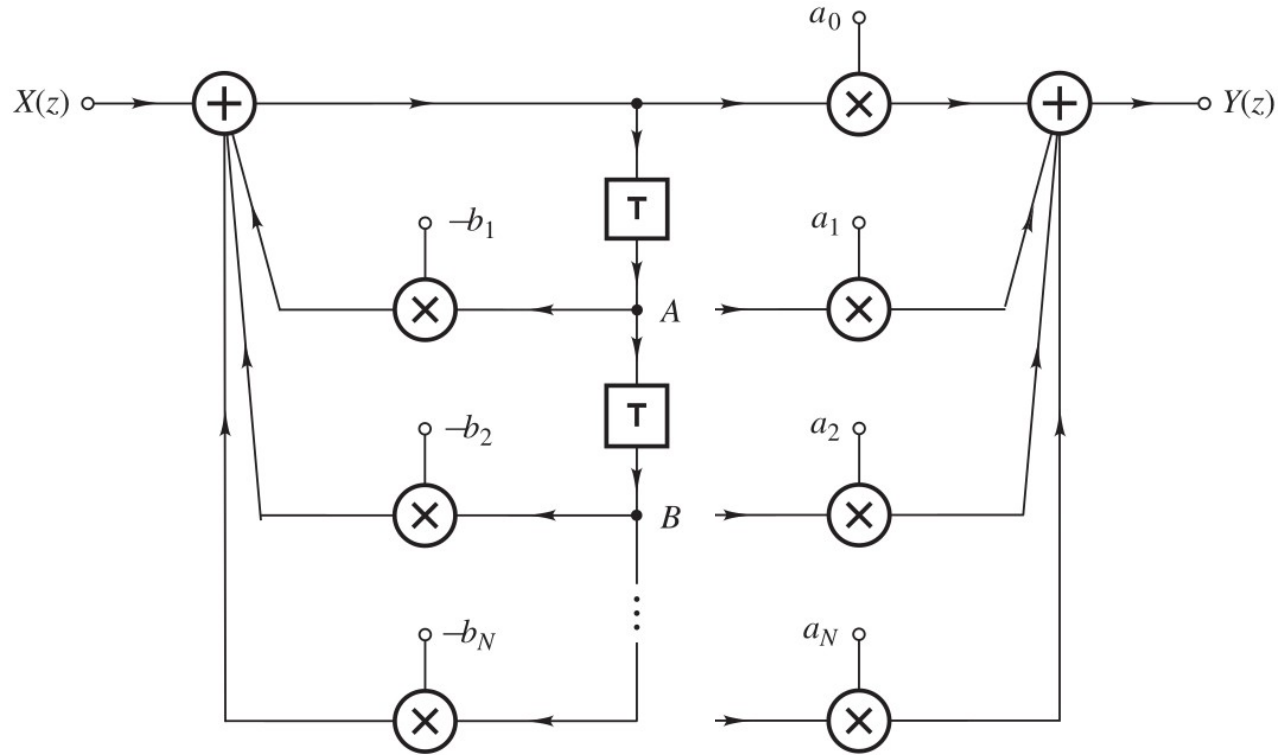 a₀
X(z) + × + Y(z)
T
–b₁ a₁
× A ×
T
–b₂ a₂
× B ×
⋮
–b_N a_N
× ×